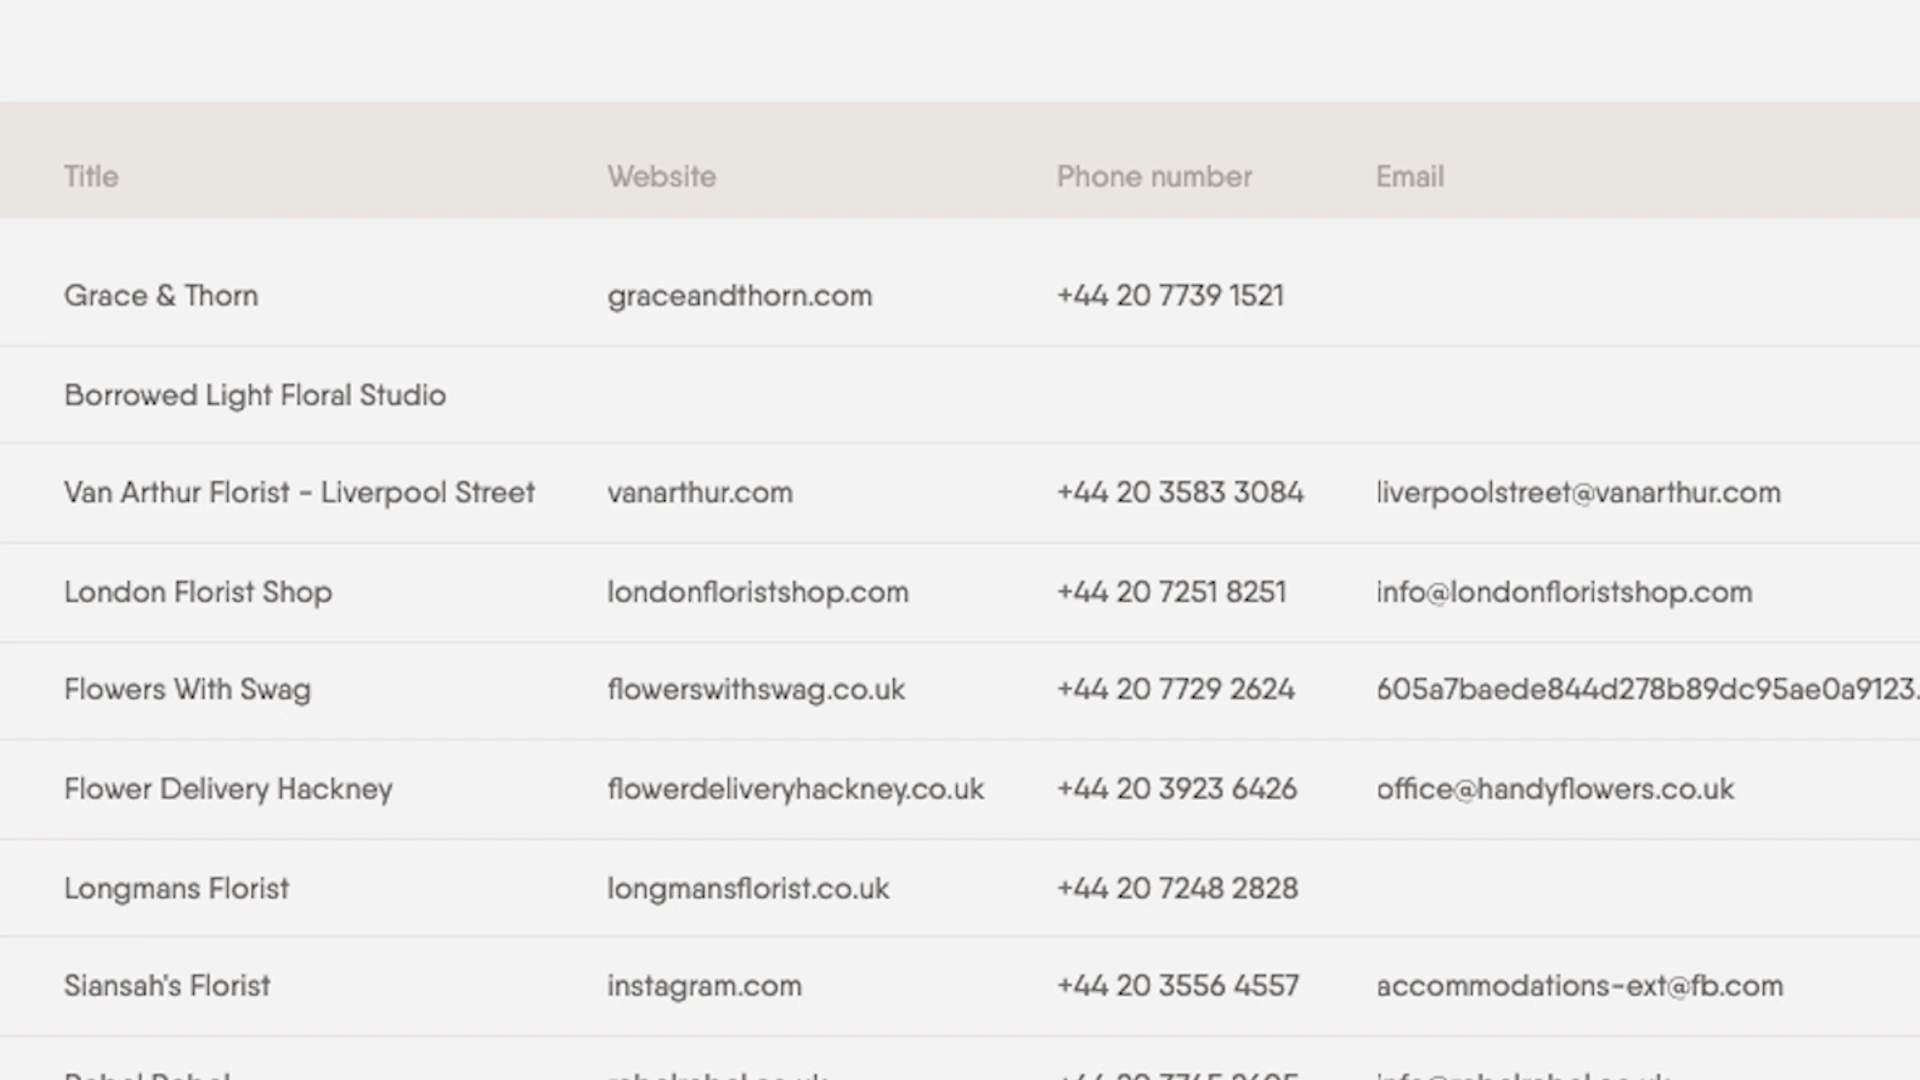 Title Website Phone number Email
Grace & Thorn graceandthorn.com +44 20 7739 1521
Borrowed Light Floral Studio
Van Arthur Florist - Liverpool Street vanarthur.com +44 20 3583 3084 liverpoolstreet@vanarthur.com
London Florist Shop londonfloristshop.com +44 20 7251 8251 info@londonfloristshop.com
Flowers With Swag flowerswithswag.co.uk +44 20 7729 2624 605a7baede844d278b89dc95ae0a9123.
Flower Delivery Hackney flowerdeliveryhackney.co.uk +44 20 3923 6426 office@handyflowers.co.uk
Longmans Florist longmansflorist.co.uk +44 20 7248 2828
Siansah's Florist instagram.com +44 20 3556 4557 accommodations-ext@fb.com